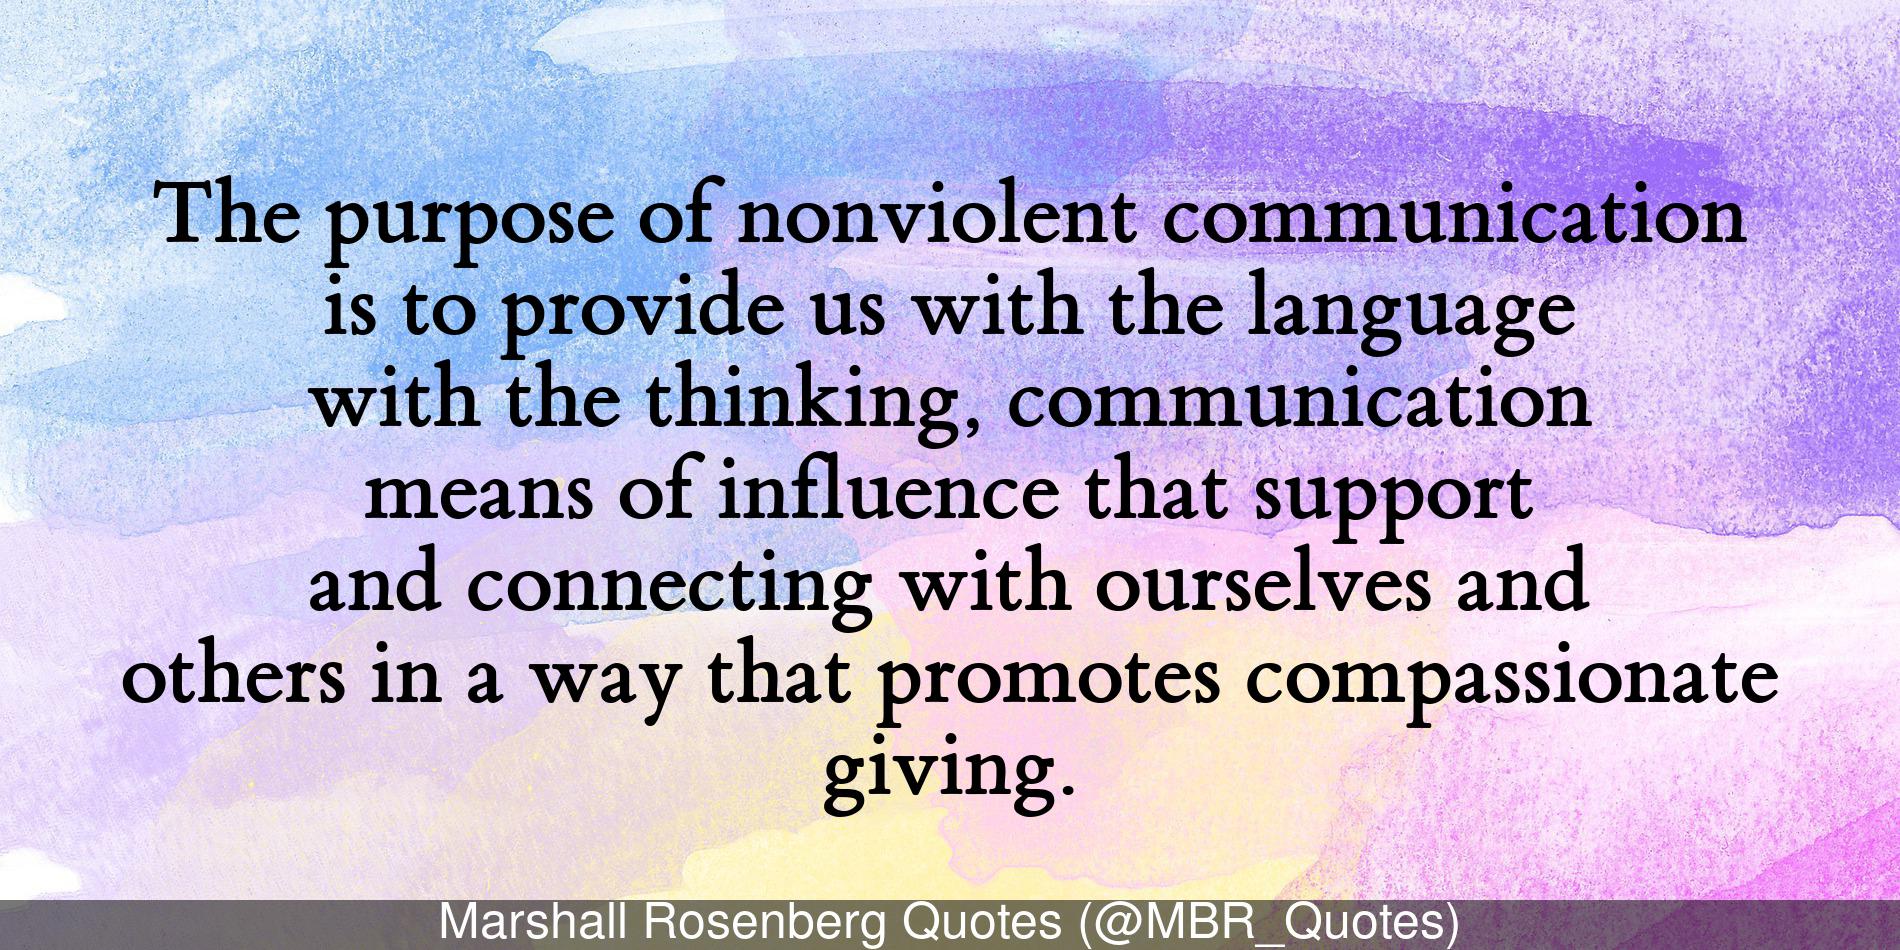 The purpose of nonviolent communication
is to provide us with the language
with the thinking, communication
means of influence that support
and connecting with ourselves and
others in a way that promotes compassionate
giving.
Marshall Rosenberg Quotes (@MBR_Quotes)